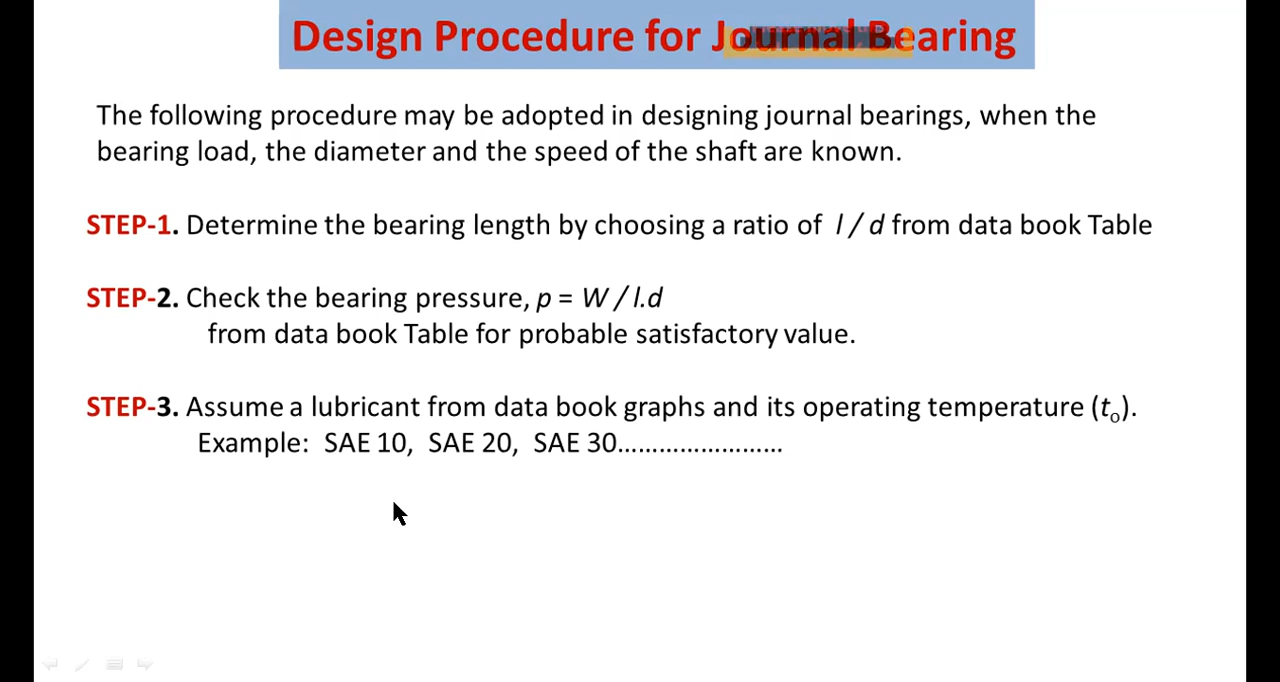 Design Procedure for Journal Bearing
The following procedure may be adopted in designing journal bearings, when the
bearing load, the diameter and the speed of the shaft are known.
STEP-1. Determine the bearing length by choosing a ratio of l / d from data book Table
STEP-2. Check the bearing pressure, p = W / l.d
from data book Table for probable satisfactory value.
STEP-3. Assume a lubricant from data book graphs and its operating temperature (to).
Example: SAE 10, SAE 20, SAE 30........................